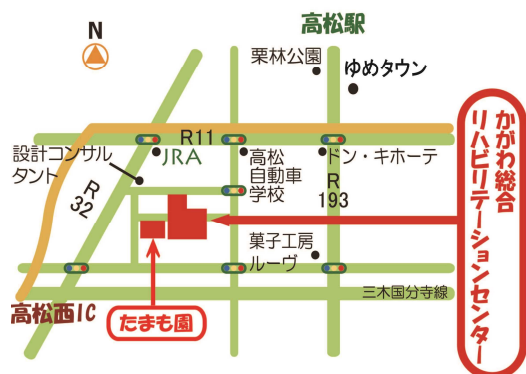 高松駅
N
栗林公園
ゆめタウン
R11
設計コンサル
タント
JRA
高松
自動車
学校
ドン・キホーテ
R
32
R
193
かがわ総合
リハビリテーションセンター
菓子工房
ルーヴ
高松西IC
たまも園
三木国分寺線